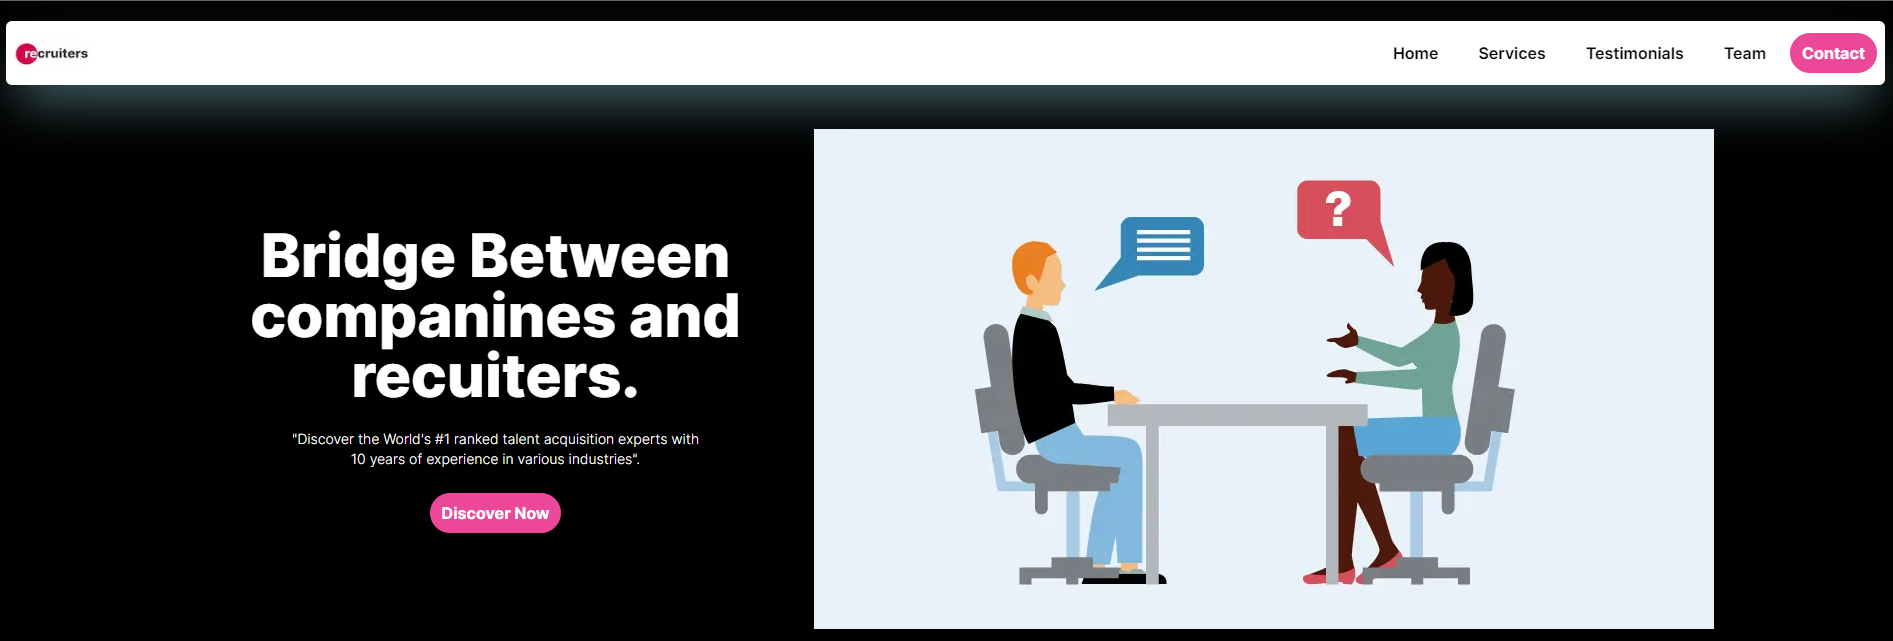 recruiters
Home Services Testimonials Team Contact
Bridge Between
companines and
recuiters.
"Discover the World's #1 ranked talent acquisition experts with
10 years of experience in various industries".
Discover Now
?